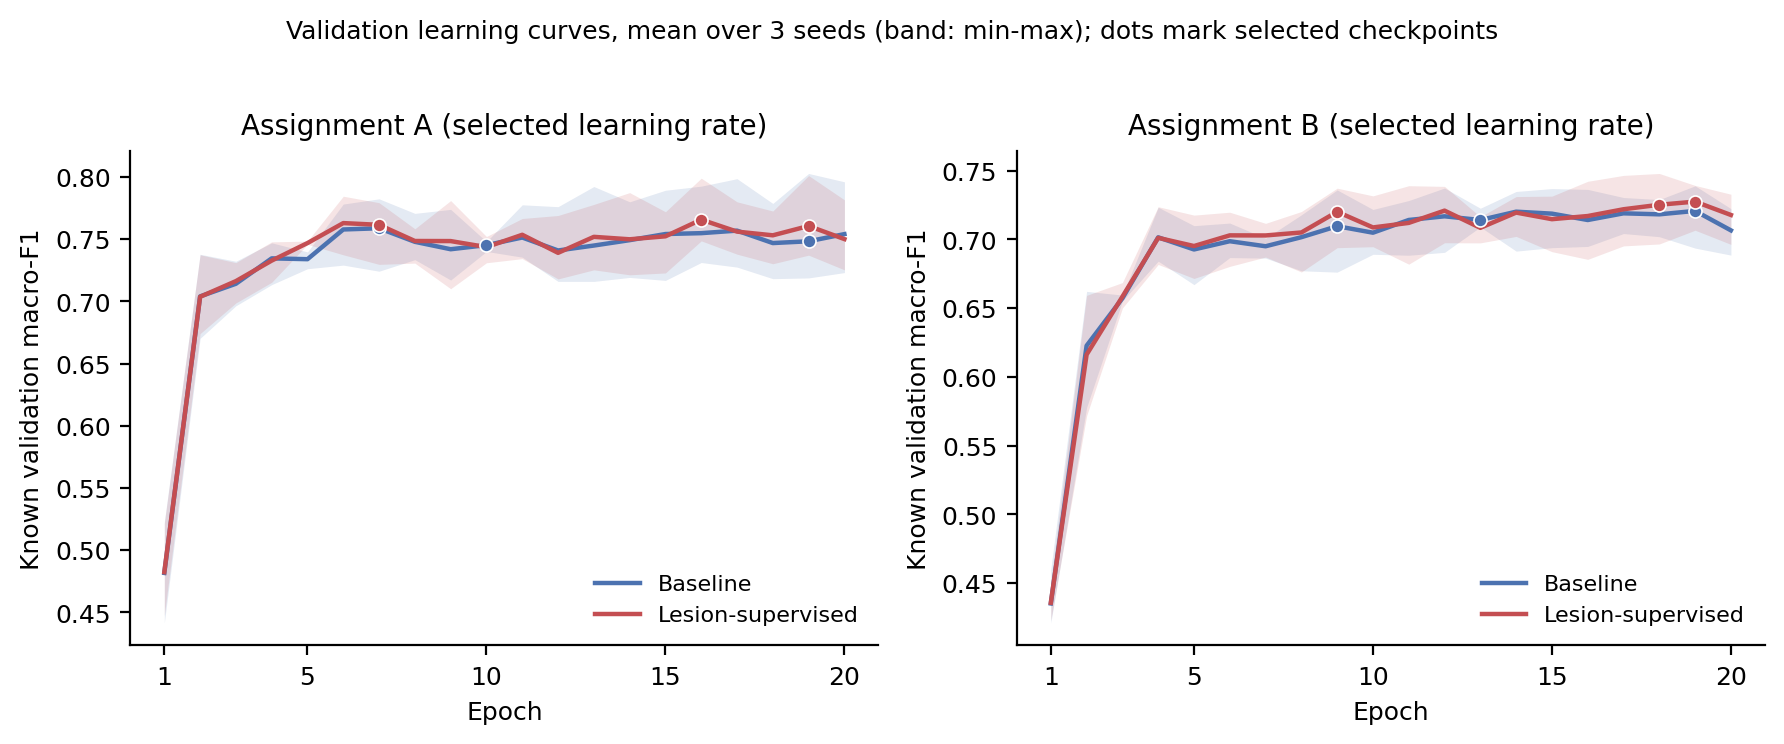 Validation learning curves, mean over 3 seeds (band: min-max); dots mark selected checkpoints
Assignment A (selected learning rate)
Known validation macro-F1
0.80
0.75
0.70
0.65
0.60
0.55
0.50
0.45
Baseline
Lesion-supervised
1 5 10 15 20
Epoch
Assignment B (selected learning rate)
Known validation macro-F1
0.75
0.70
0.65
0.60
0.55
0.50
0.45
Baseline
Lesion-supervised
1 5 10 15 20
Epoch